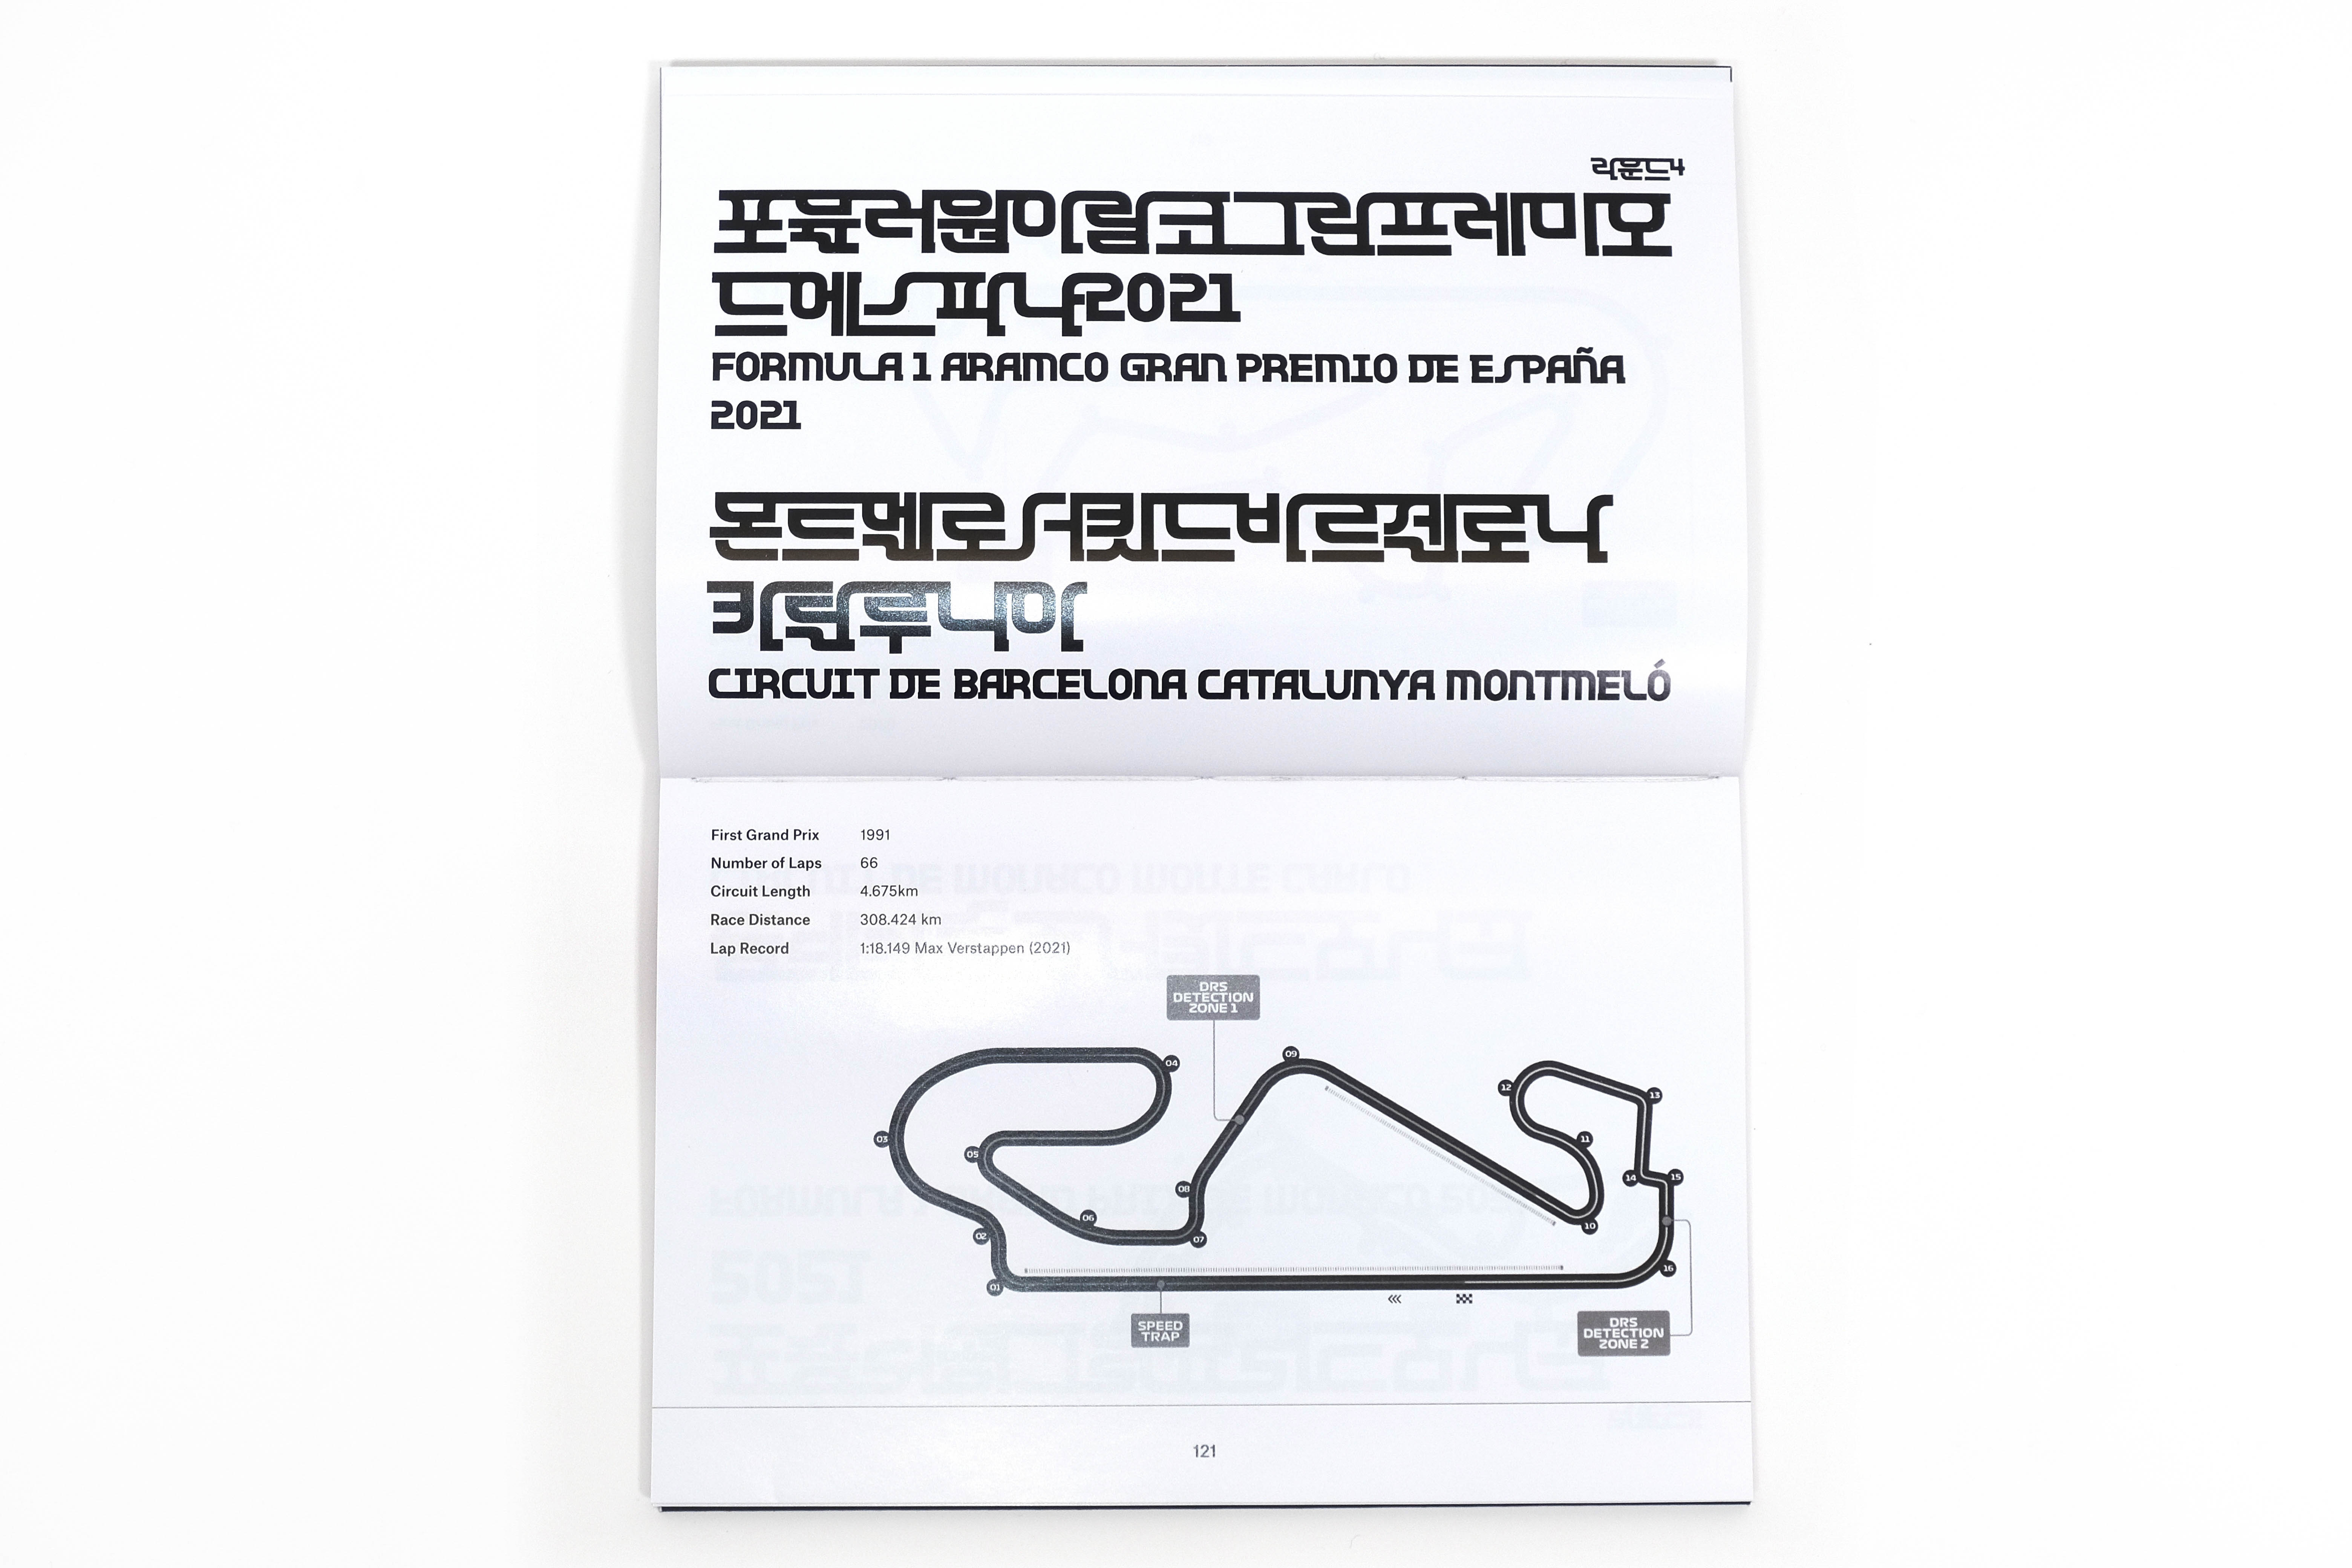 라운드4
포뮬러원아람코그랑프레미오
드에스파냐2021
FORMULA 1 ARAMCO GRAN PREMIO DE ESPAÑA
2021
몬트멜로서킷드바르셀로나
카탈루니아
CIRCUIT DE BARCELONA CATALUNYA MONTMELÓ
First Grand Prix 1991
Number of Laps 66
Circuit Length 4.675km
Race Distance 308.424 km
Lap Record 1:18.149 Max Verstappen (2021)
DRS
DETECTION
ZONE 1
09
04
12
13
03
11
05
14
15
08
06
10
02
07
16
01
SPEED
TRAP
DRS
DETECTION
ZONE 2
121